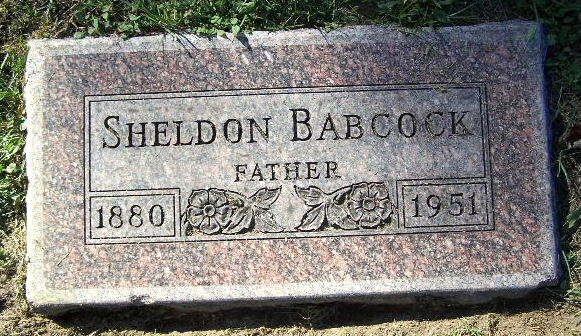 SHELDON BABCOCK
FATHER
1880 1951